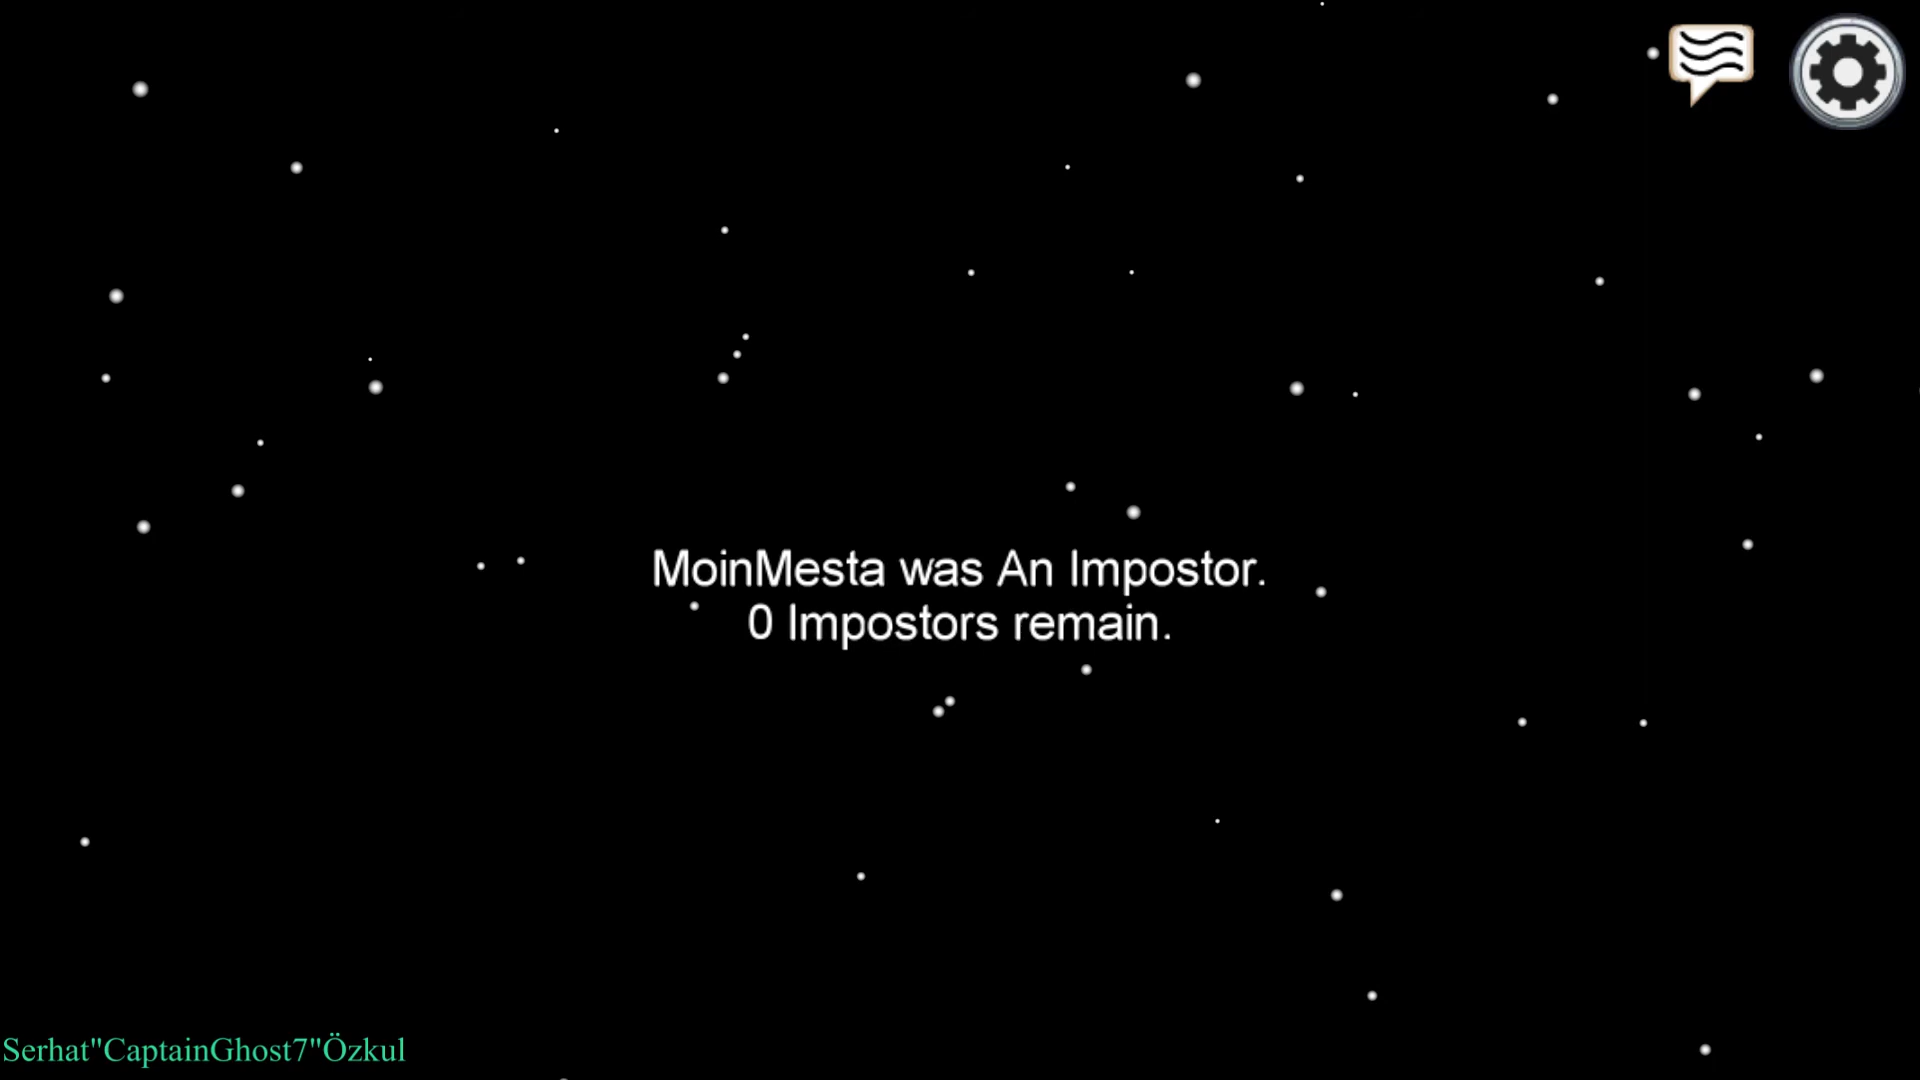 MoinMesta was An Impostor.
0 Impostors remain.
Serhat"CaptainGhost7"Özkul